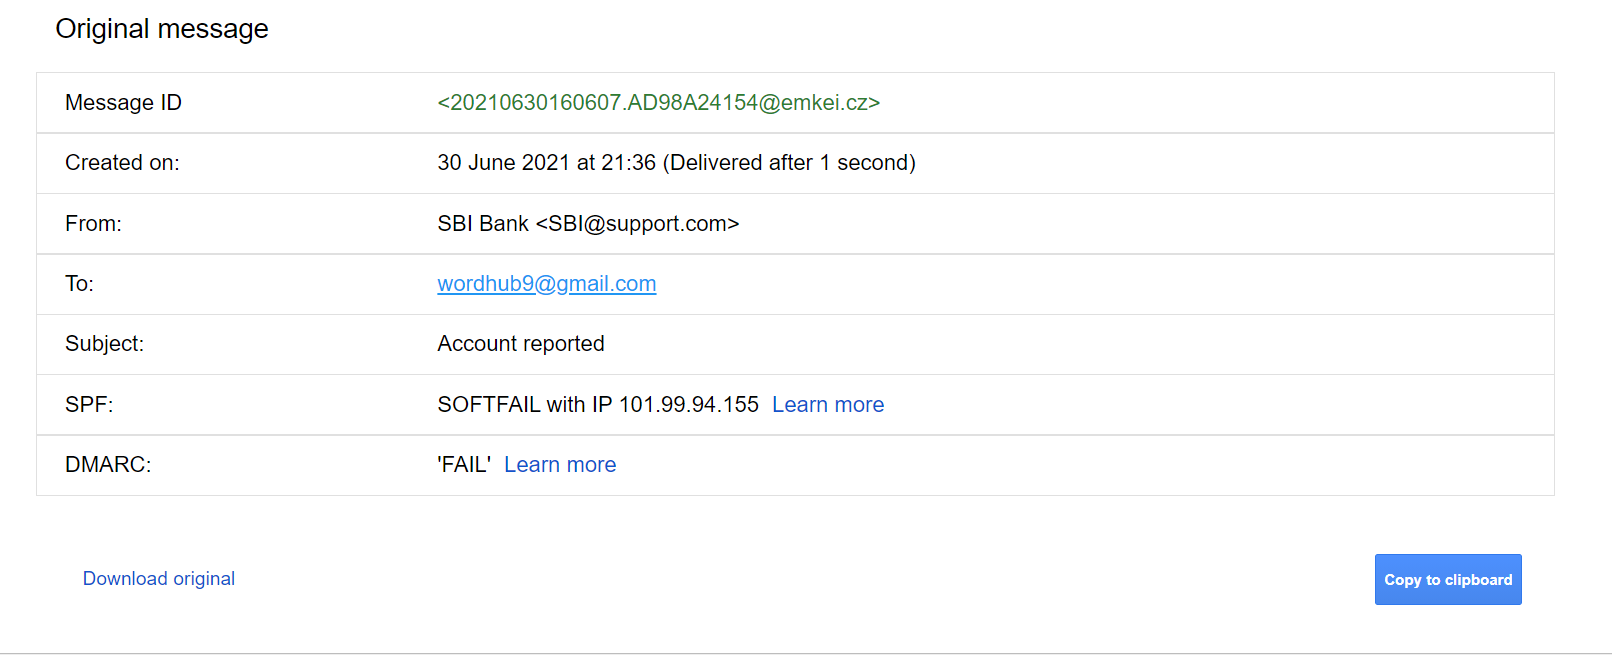 Original message
Message ID <20210630160607.AD98A24154@emkei.cz>
Created on: 30 June 2021 at 21:36 (Delivered after 1 second)
From: SBI Bank <SBI@support.com>
To: wordhub9@gmail.com
Subject: Account reported
SPF: SOFTFAIL with IP 101.99.94.155 Learn more
DMARC: 'FAIL' Learn more
Download original Copy to clipboard